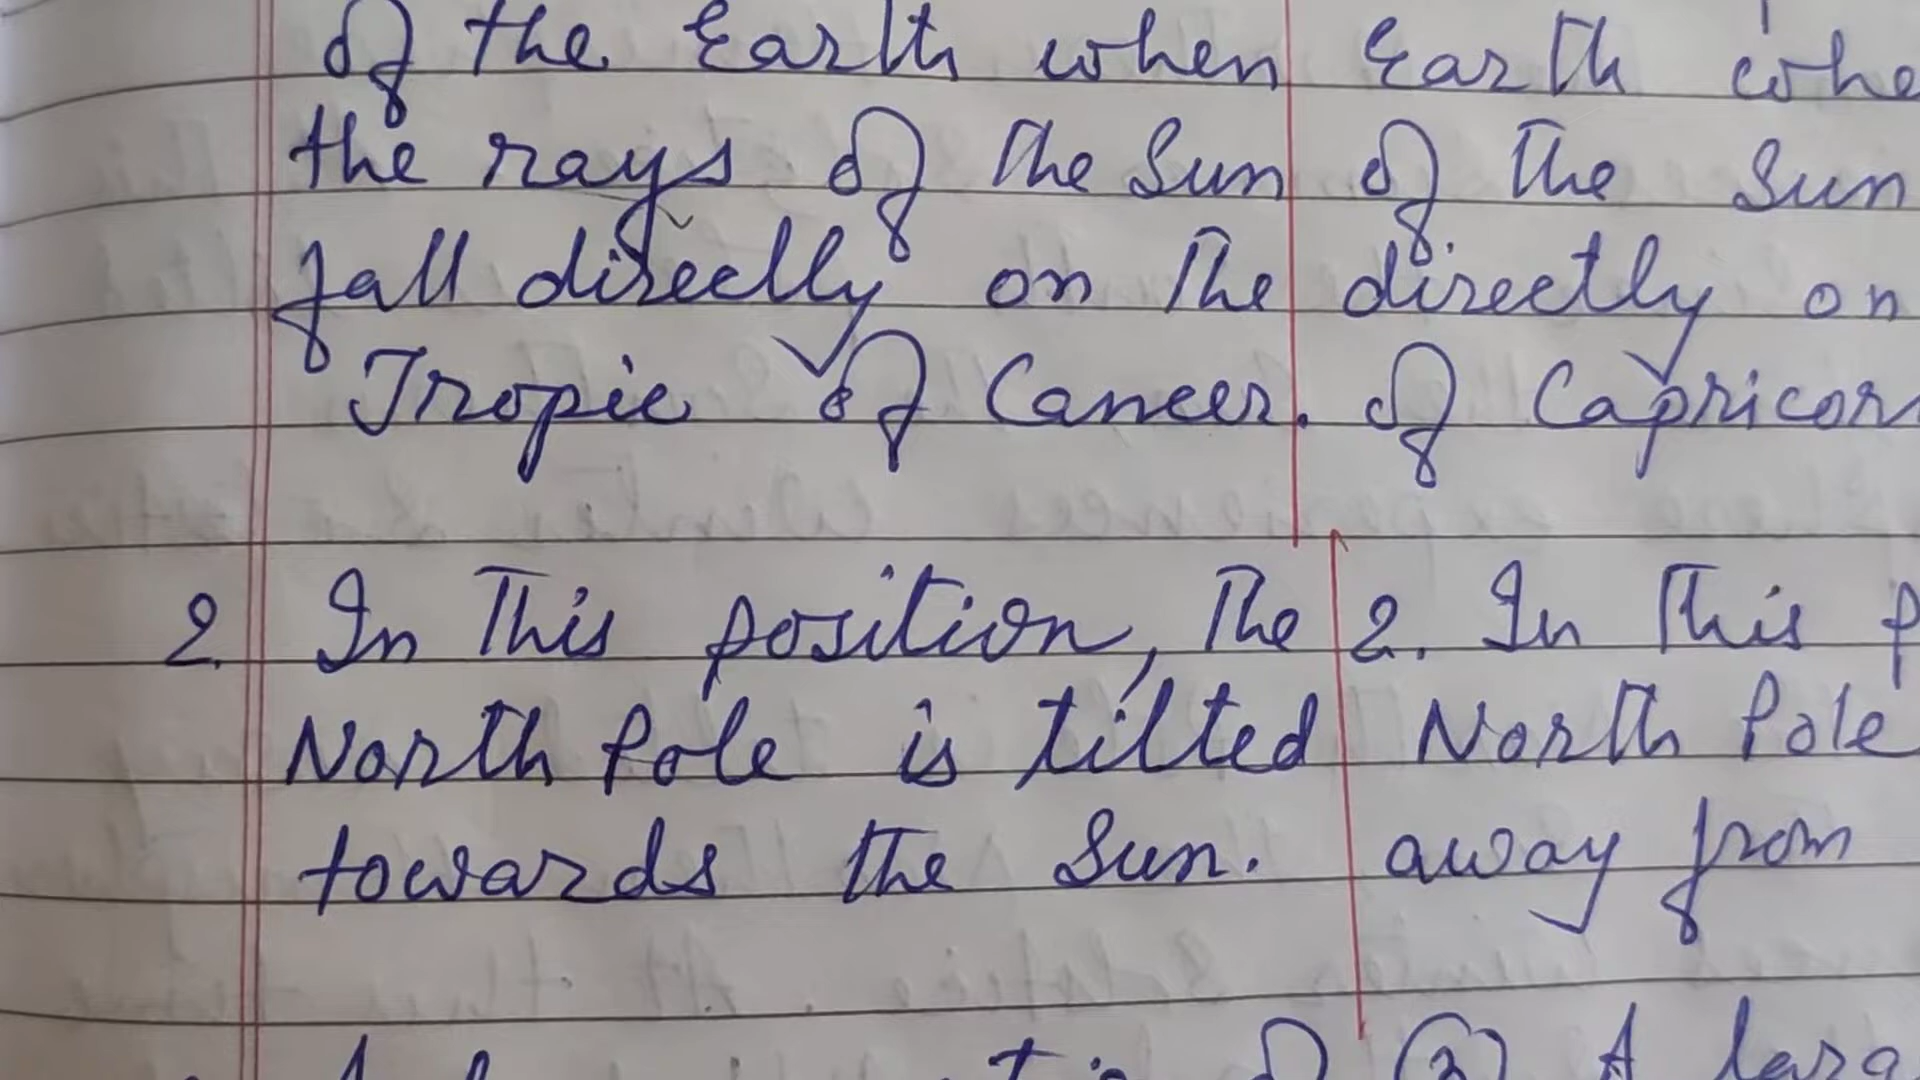 of the Earth when
the rays of the Sun
fall directly on the
Tropic of Cancer.
2. In this position, the
North Pole is tilted
towards the Sun.
Earth
of the Sun
directly on
of Capricorn
2. In this
North Pole
away from
(3) A